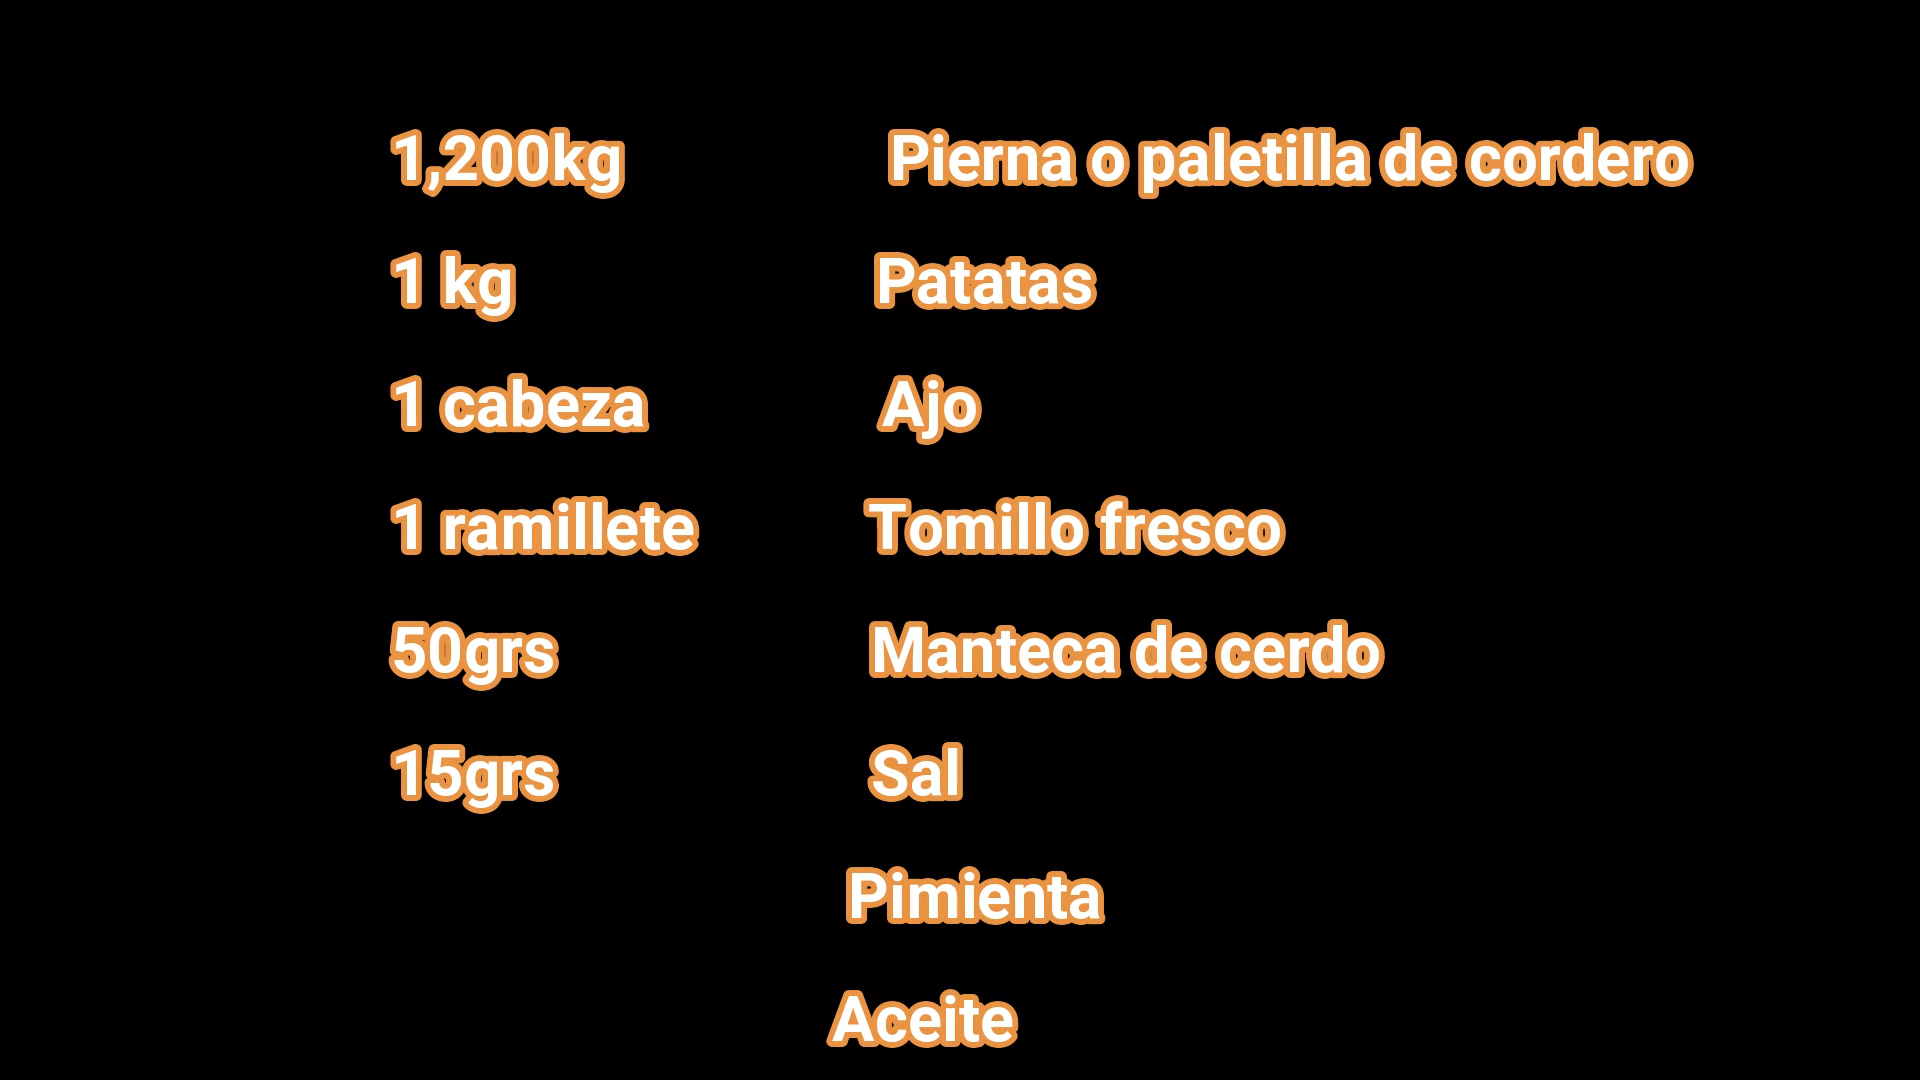 1,200kg Pierna o paletilla de cordero
1 kg Patatas
1 cabeza Ajo
1 ramillete Tomillo fresco
50grs Manteca de cerdo
15grs Sal
Pimienta
Aceite